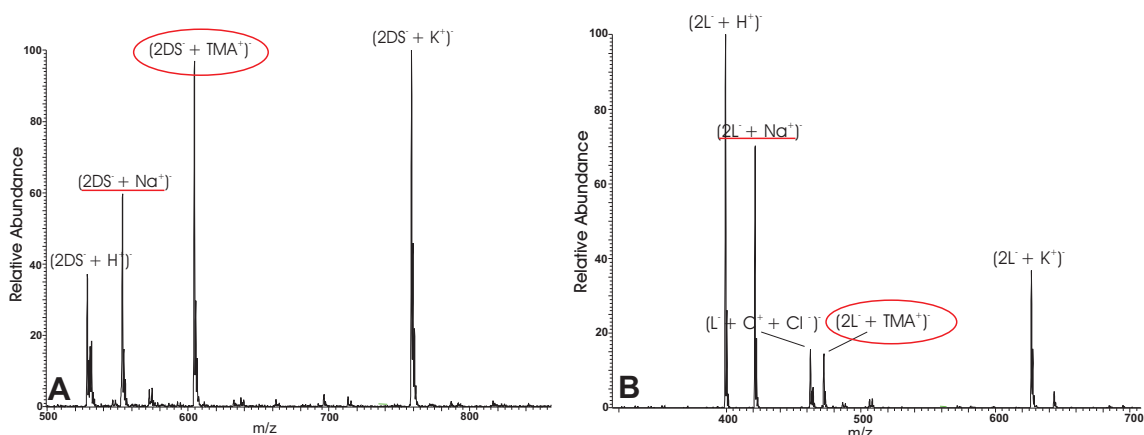 (2DS⁻ + TMA⁺)⁻
(2DS⁻ + K⁺)⁻
(2DS⁻ + Na⁺)⁻
(2DS⁻ + H⁺)⁻
Relative Abundance
100
80
60
40
20
0
A
500 600 700 800
m/z
(2L⁻ + H⁺)⁻
(2L⁻ + Na⁺)⁻
(2L⁻ + K⁺)⁻
(L⁻ + C⁺ + Cl⁻)⁻
(2L⁻ + TMA⁺)⁻
Relative Abundance
100
80
60
40
20
0
B
400 600 700
m/z